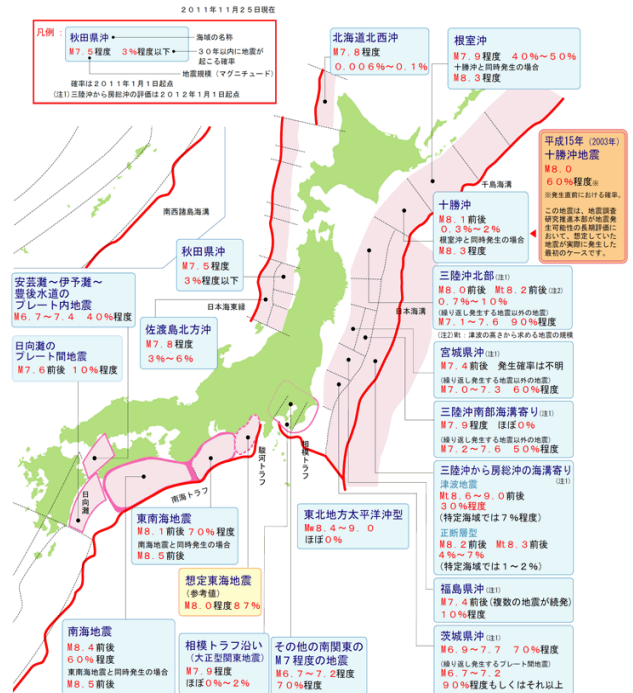 2011年11月25日現在
凡例：
秋田県沖
海域の名称
M7.5程度　3%程度以下
30年以内に地震が
起こる確率
地震規模（マグニチュード）
確率は2011年1月1日起点
(注1)三陸沖から房総沖の評価は2012年1月1日起点
北海道北西沖
M7.8程度
0.006%～0.1%
根室沖
M7.9程度　40%～50%
十勝沖と同時発生の場合
M8.3程度
平成15年（2003年）
十勝沖地震
M8.0
60%程度※
※発生直前における確率。
この地震は、地震調査
研究推進本部が地震発
生可能性の長期評価に
おいて、想定していた
地震が実際に発生した
最初のケースです。
千島海溝
南西諸島海溝
十勝沖
M8.1前後
0.3%～2%
根室沖と同時発生の場合
M8.3程度
秋田県沖
M7.5程度
3%程度以下
日本海東縁
日本海溝
三陸沖北部(注1)
M8.0前後　Mt8.2前後(注2)
0.7%～10%
(繰り返し発生する地震以外の地震)
M7.1～7.6　90%程度
(注2)Mt：津波の高さから求める地震の規模
安芸灘～伊予灘～
豊後水道の
プレート内地震
M6.7～7.4　40%程度
佐渡島北方沖
M7.8程度
3%～6%
日向灘の
プレート間地震
M7.6前後 10%程度
宮城県沖(注1)
M7.4前後　発生確率は不明
(繰り返し発生する地震以外の地震)
M7.0～7.3　60%程度
三陸沖南部海溝寄り(注1)
M7.9程度　ほぼ0%
(繰り返し発生する地震以外の地震)
M7.2～7.6　50%程度
三陸沖から房総沖の海溝寄り
(注1)
津波地震
Mt8.6～9.0前後
30%程度
(特定海域では7%程度)
正断層型
M8.2前後　Mt8.3前後
4%～7%
(特定海域では1～2%)
駿河トラフ
相模トラフ
南海トラフ
日向灘
東北地方太平洋沖型
Mw8.4～9.0
ほぼ0%
東南海地震
M8.1前後 70%程度
南海地震と同時発生の場合
M8.5前後
想定東海地震
(参考値)
M8.0程度87%
福島県沖(注1)
M7.4前後(複数の地震が続発)
10%程度
南海地震
M8.4前後
60%程度
東南海地震と同時発生の場合
M8.5前後
相模トラフ沿い
(大正型関東地震)
M7.9程度
ほぼ0%～2%
その他の南関東の
M7程度の地震
M6.7～7.2程度
70%程度
茨城県沖(注1)
M6.9～7.7　70%程度
(繰り返し発生するプレート間地震)
M6.7～7.2
90%程度もしくはそれ以上